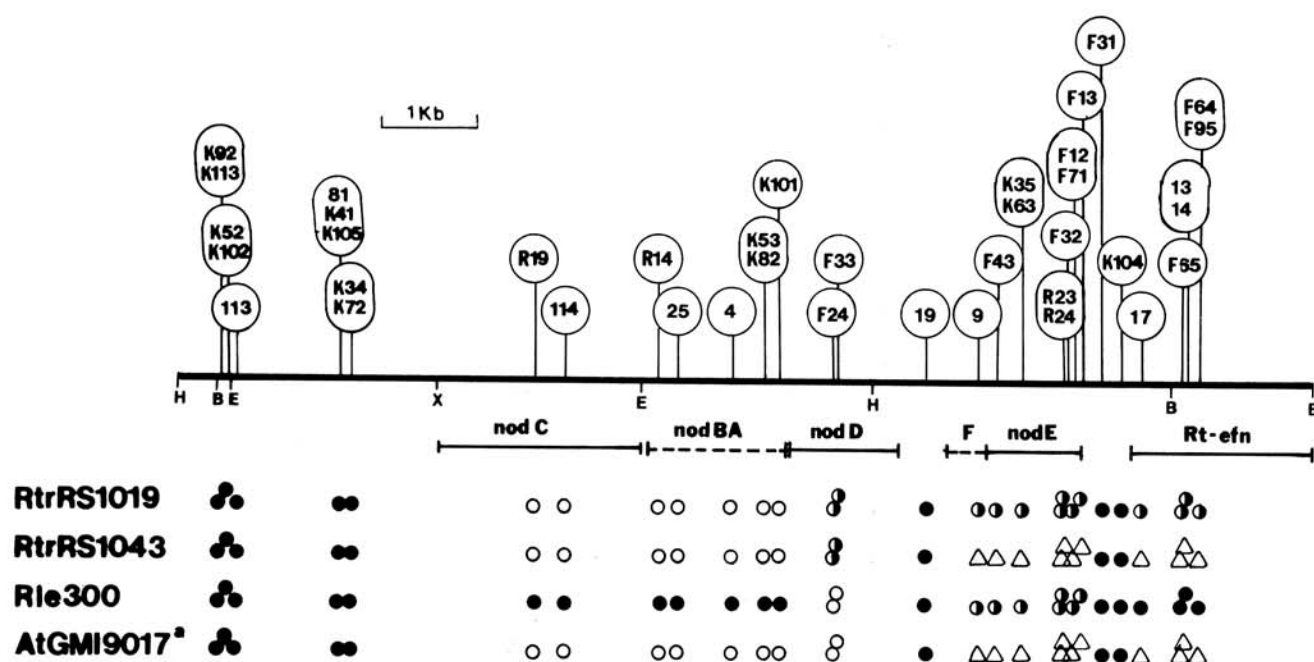 F31
1Kb
F13
F64
F95
K92
K113
F12
F71
81
K41
K105
K101
K35
K63
13
14
K52
K102
K53
K82
F32
R19
R14
F33
F43
K104
F65
113
K34
K72
114
25
4
F24
19
9
R23
R24
17
H B E X E H B E
nod C nod BA nod D F nod E Rt-efn
RtrRS1019
RtrRS1043
Rle300
AtGMI9017a